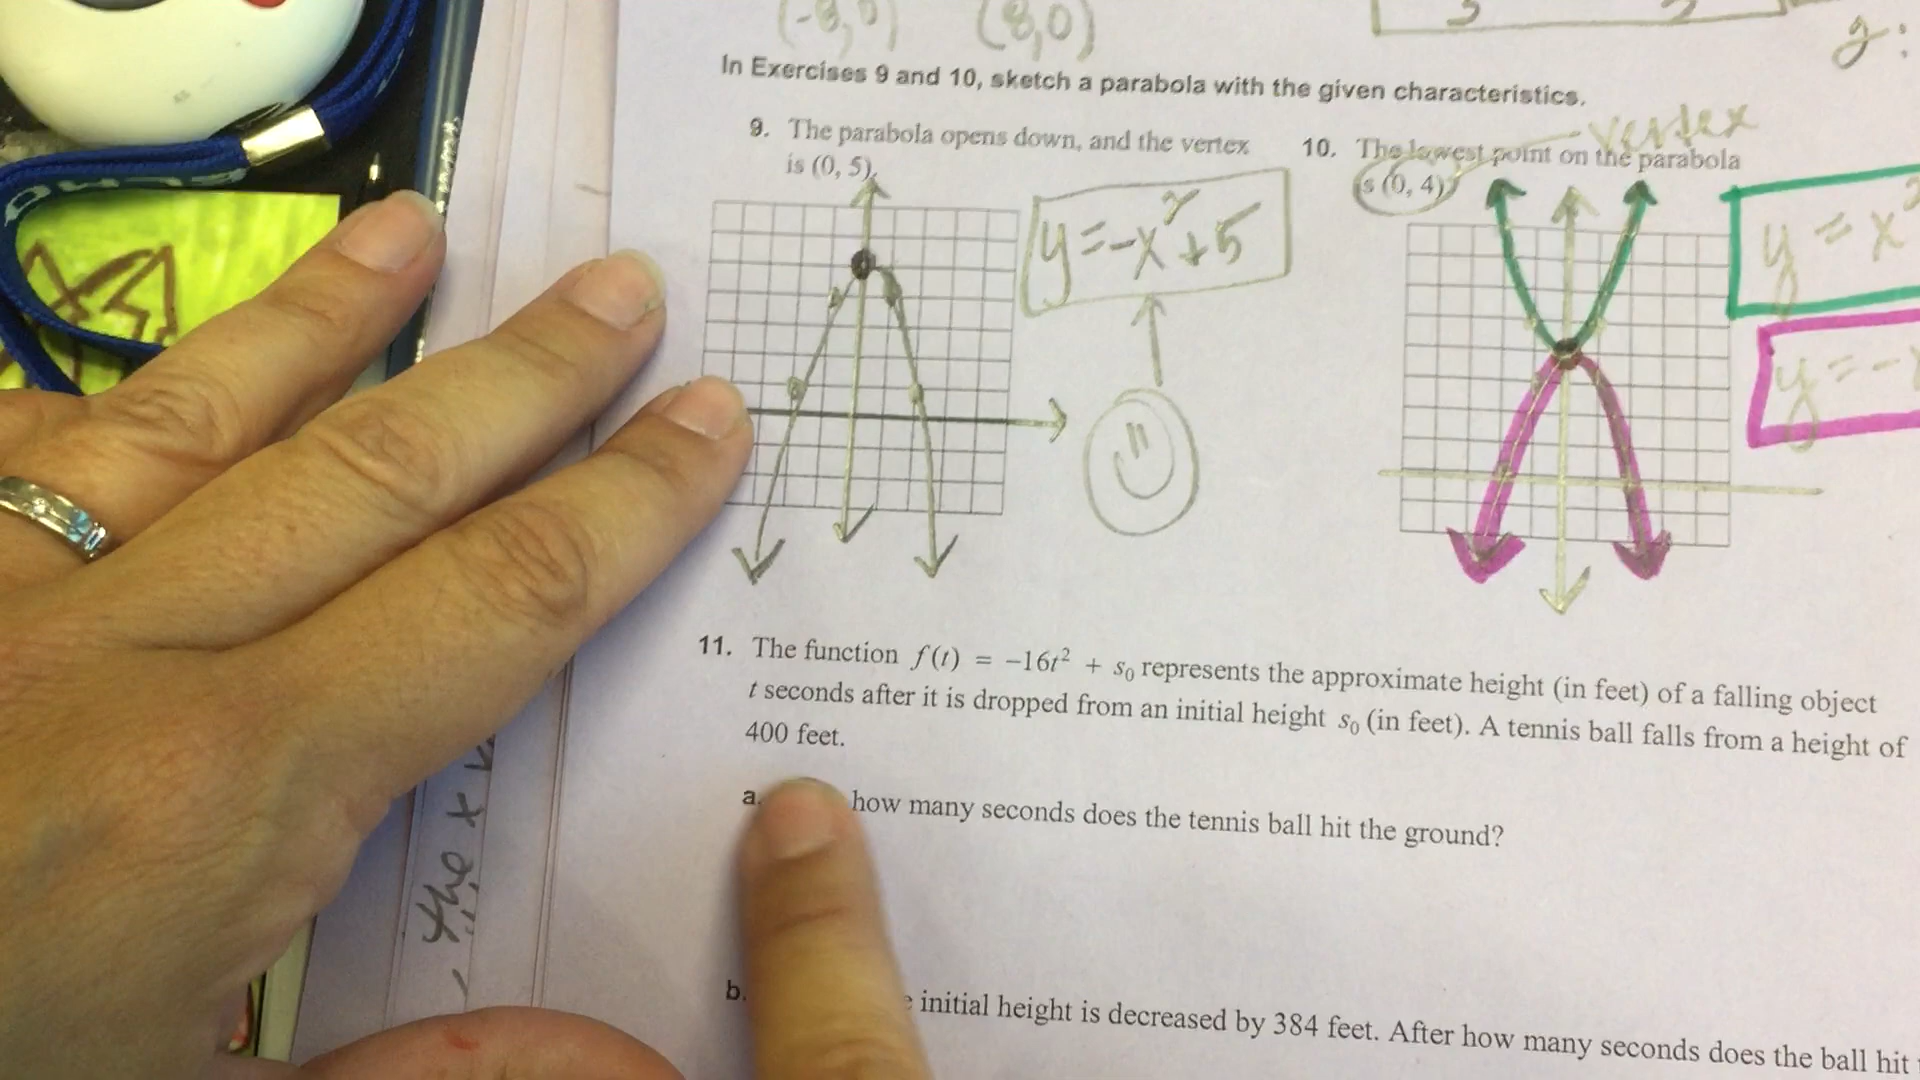 (-8,0) (8,0)
y:
In Exercises 9 and 10, sketch a parabola with the given characteristics.
9. The parabola opens down, and the vertex
is (0, 5).
y=-x²+5
10. The lowest point on the parabola
is (0, 4).
vertex
y = x²
y = -
11. The function f(t) = −16t² + s₀ represents the approximate height (in feet) of a falling object
t seconds after it is dropped from an initial height s₀ (in feet). A tennis ball falls from a height of
400 feet.
a. how many seconds does the tennis ball hit the ground?
b. initial height is decreased by 384 feet. After how many seconds does the ball hit
the x